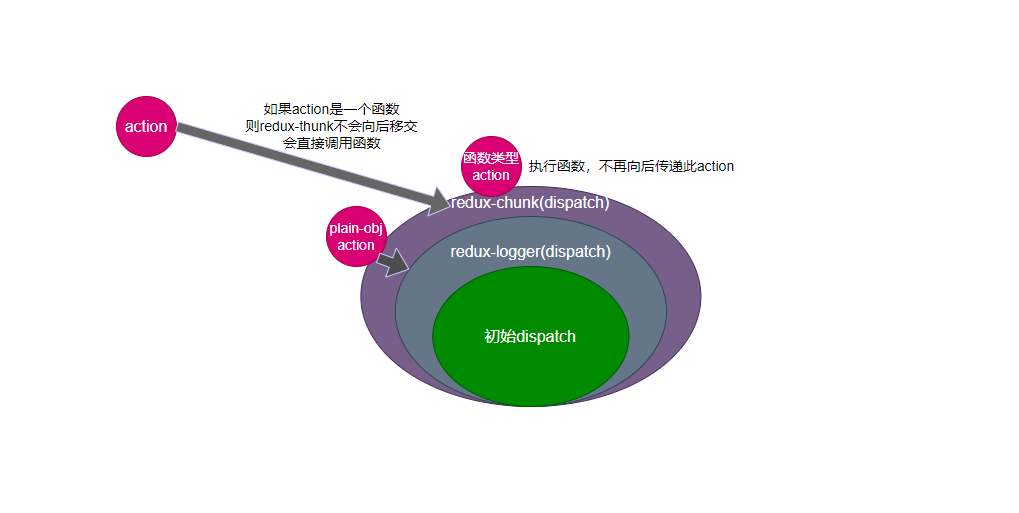 action
如果action是一个函数
则redux-thunk不会向后移交
会直接调用函数
函数类型
action
执行函数，不再向后传递此action
redux-chunk(dispatch)
plain-obj
action
redux-logger(dispatch)
初始dispatch